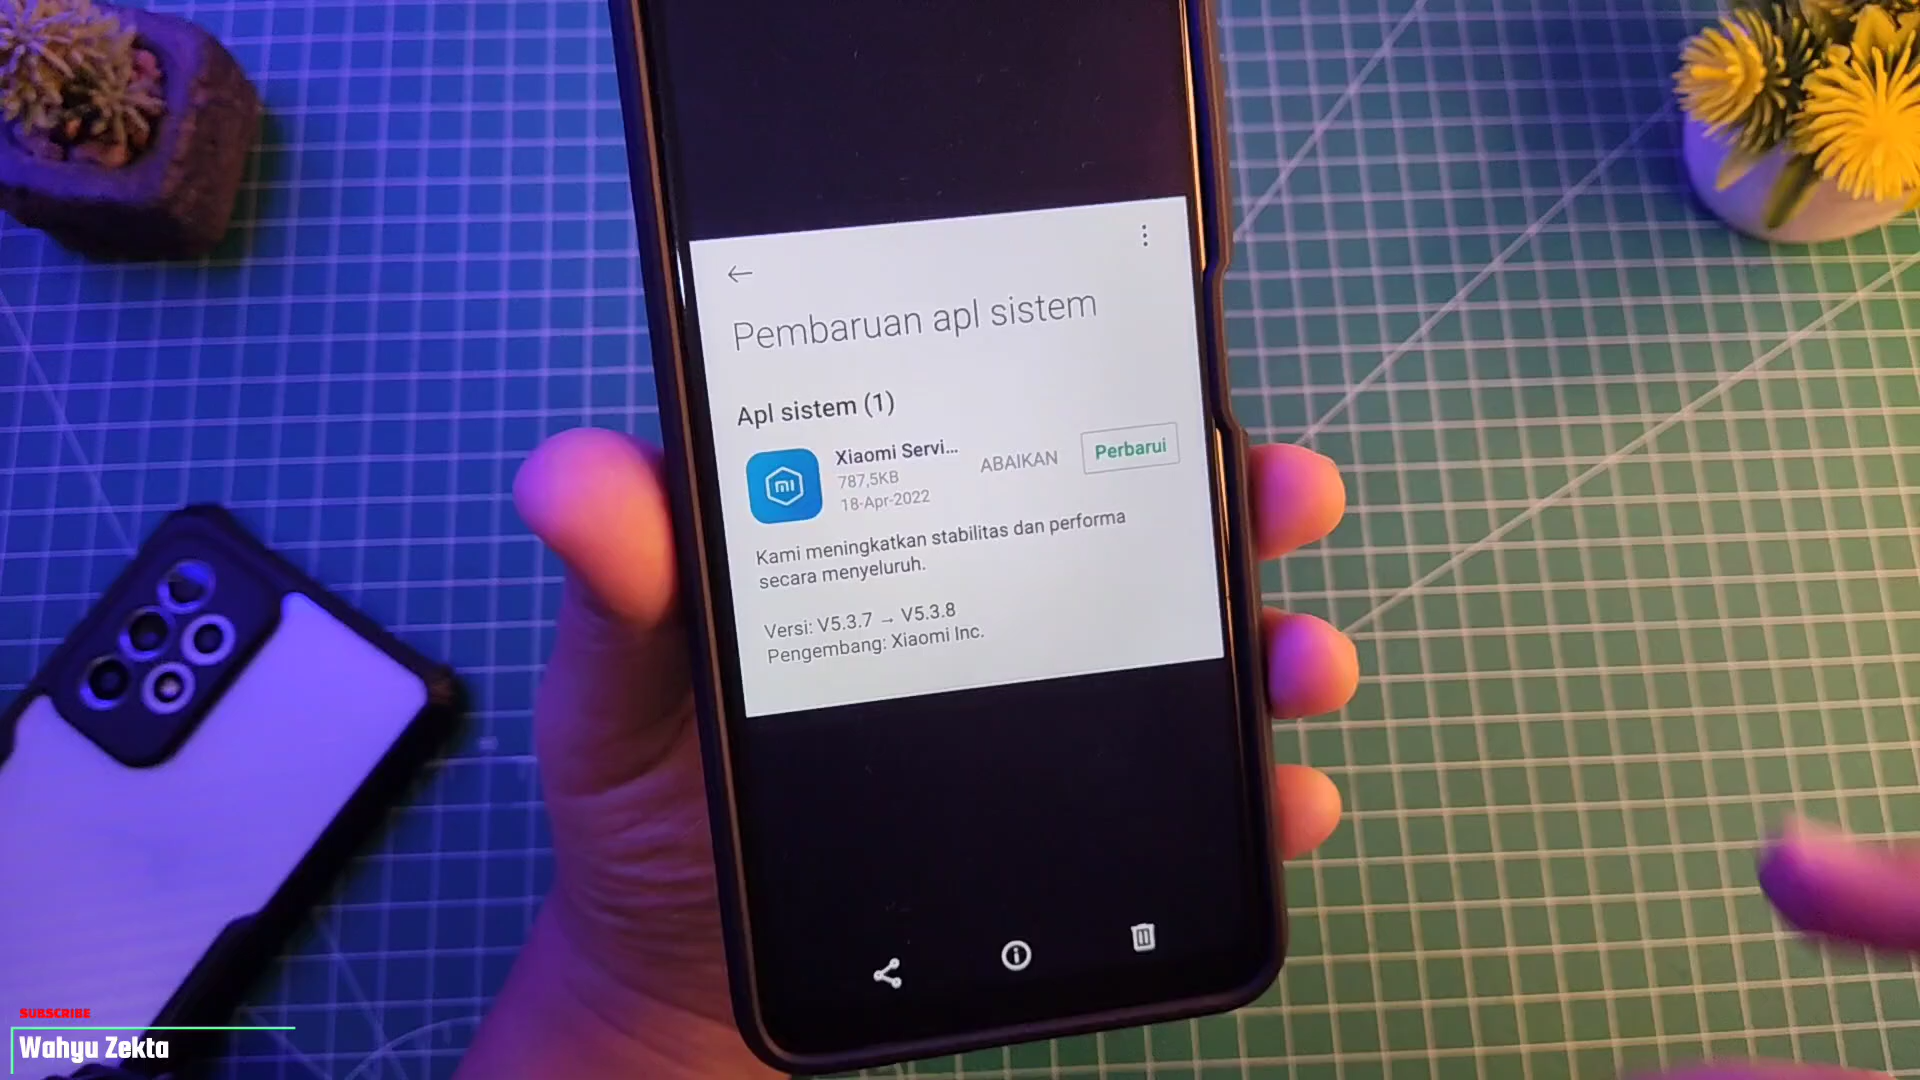 Pembaruan apl sistem
Apl sistem (1)
mi
Xiaomi Servi...
787,5KB
18-Apr-2022
ABAIKAN
Perbarui
Kami meningkatkan stabilitas dan performa
secara menyeluruh.
Versi: V5.3.7 → V5.3.8
Pengembang: Xiaomi Inc.
SUBSCRIBE
Wahyu Zekta